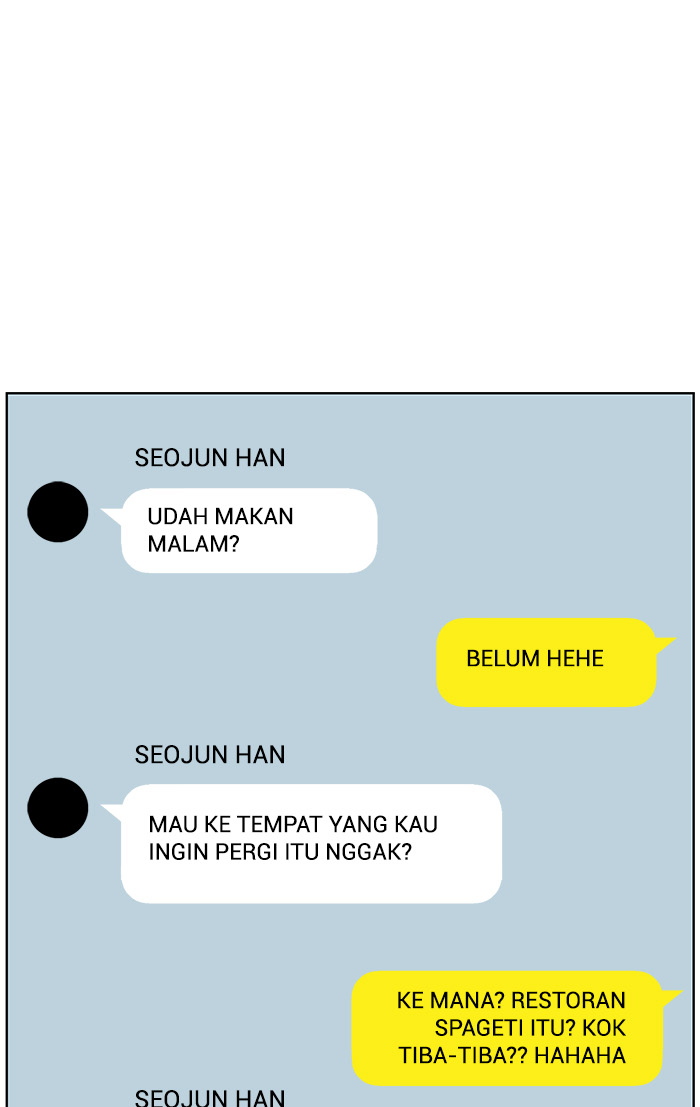 SEOJUN HAN
UDAH MAKAN
MALAM?
BELUM HEHE
SEOJUN HAN
MAU KE TEMPAT YANG KAU
INGIN PERGI ITU NGGAK?
KE MANA? RESTORAN
SPAGETI ITU? KOK
TIBA-TIBA?? HAHAHA
SEOJUN HAN